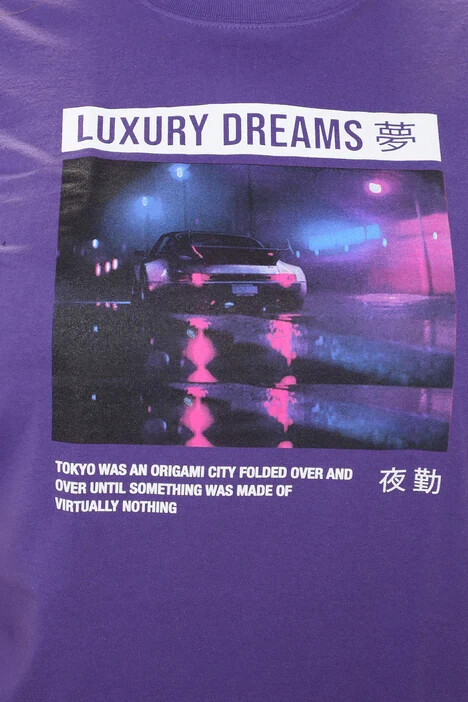 LUXURY DREAMS 夢
TOKYO WAS AN ORIGAMI CITY FOLDED OVER AND
OVER UNTIL SOMETHING WAS MADE OF
VIRTUALLY NOTHING
夜勤